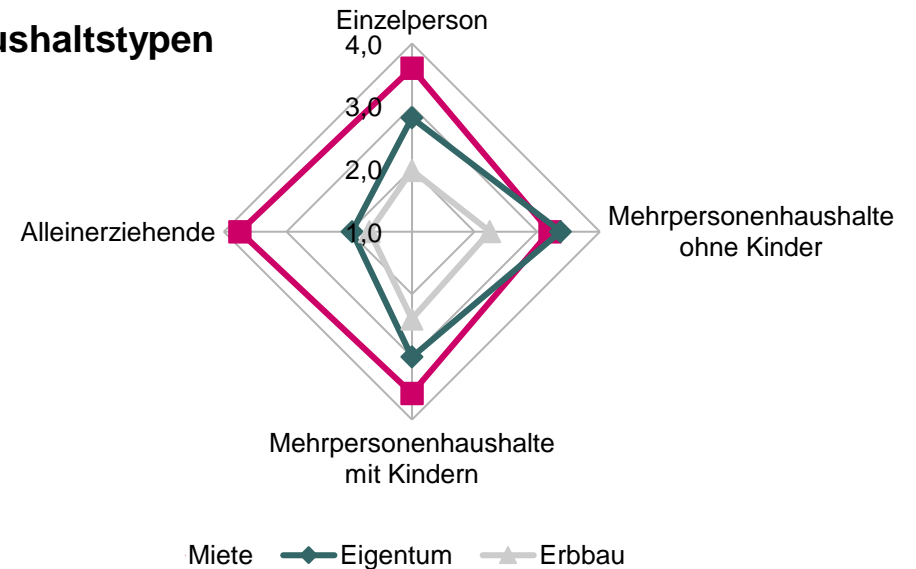 ushaltstypen
Einzelperson
4,0
3,0
2,0
1,0
Alleinerziehende
Mehrpersonenhaushalte
ohne Kinder
Mehrpersonenhaushalte
mit Kindern
Miete Eigentum Erbbau